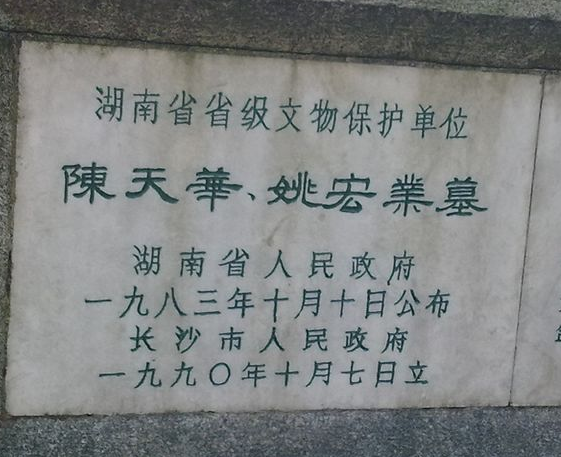 湖南省省级文物保护单位
陳天華、姚宏業墓
湖南省人民政府
一九八三年十月十日公布
长沙市人民政府
一九九〇年十月七日立